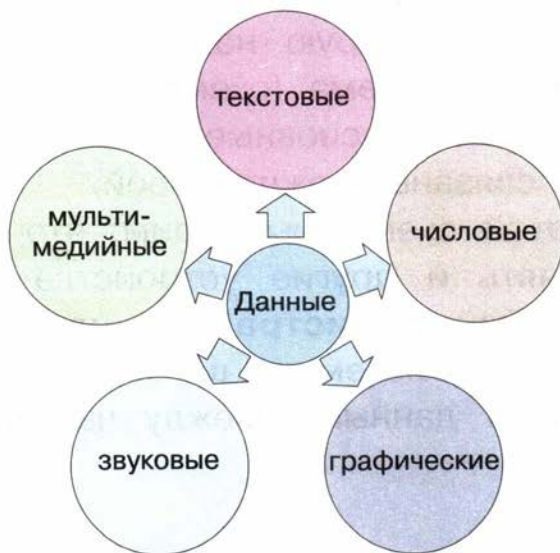 текстовые
мульти-
медийные
числовые
Данные
звуковые
графические